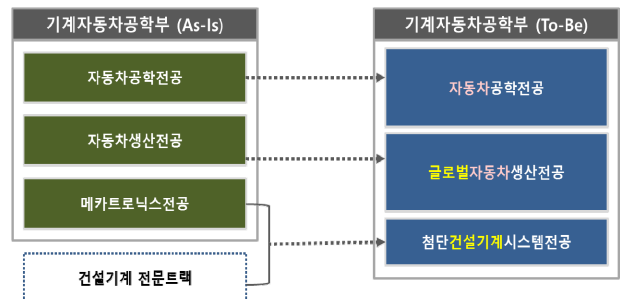 기계자동차공학부 (As-Is)
자동차공학전공
자동차생산전공
메카트로닉스전공
건설기계 전문트랙
기계자동차공학부 (To-Be)
자동차공학전공
글로벌자동차생산전공
첨단건설기계시스템전공